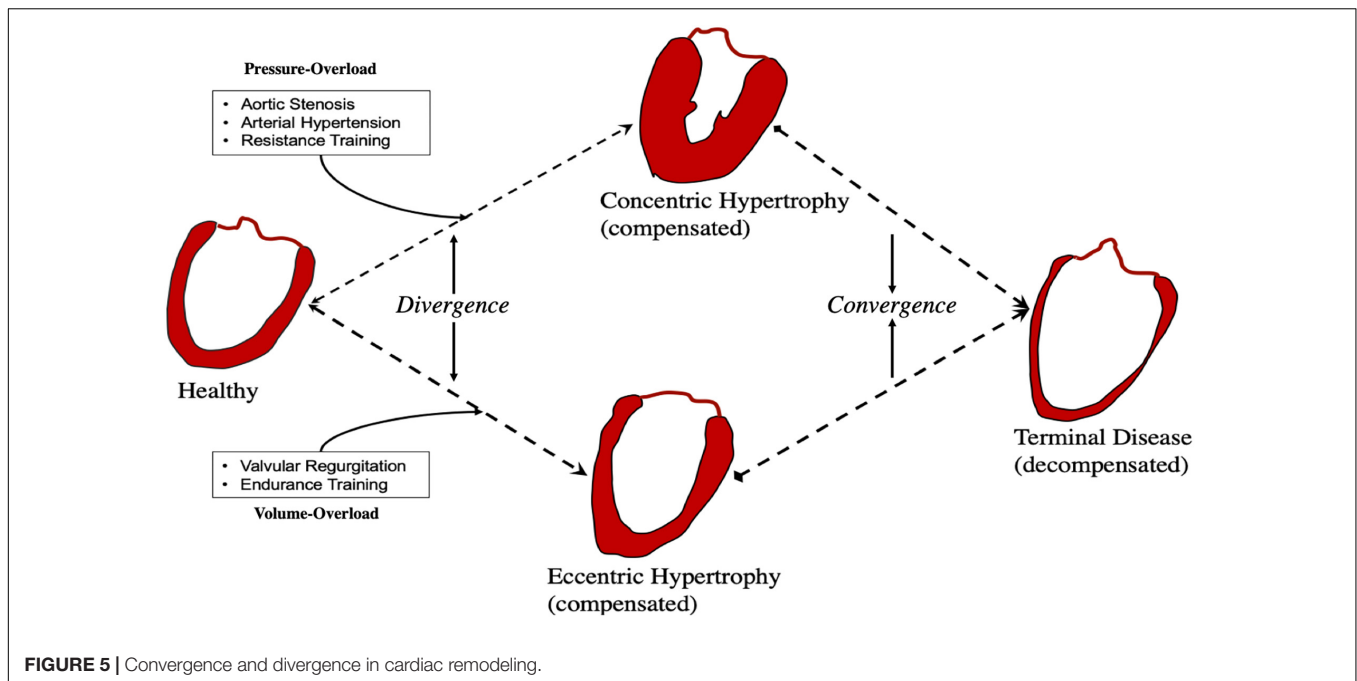 Pressure-Overload
• Aortic Stenosis
• Arterial Hypertension
• Resistance Training
Concentric Hypertrophy
(compensated)
Divergence
Convergence
Healthy
Terminal Disease
(decompensated)
• Valvular Regurgitation
• Endurance Training
Volume-Overload
Eccentric Hypertrophy
(compensated)
FIGURE 5 | Convergence and divergence in cardiac remodeling.